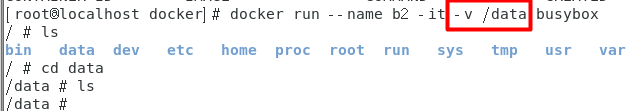 [root@localhost docker] # docker run --name b2 -it -v /data busybox
/ # ls
bin data dev etc home proc root run sys tmp usr var
/ # cd data
/data # ls
/data #